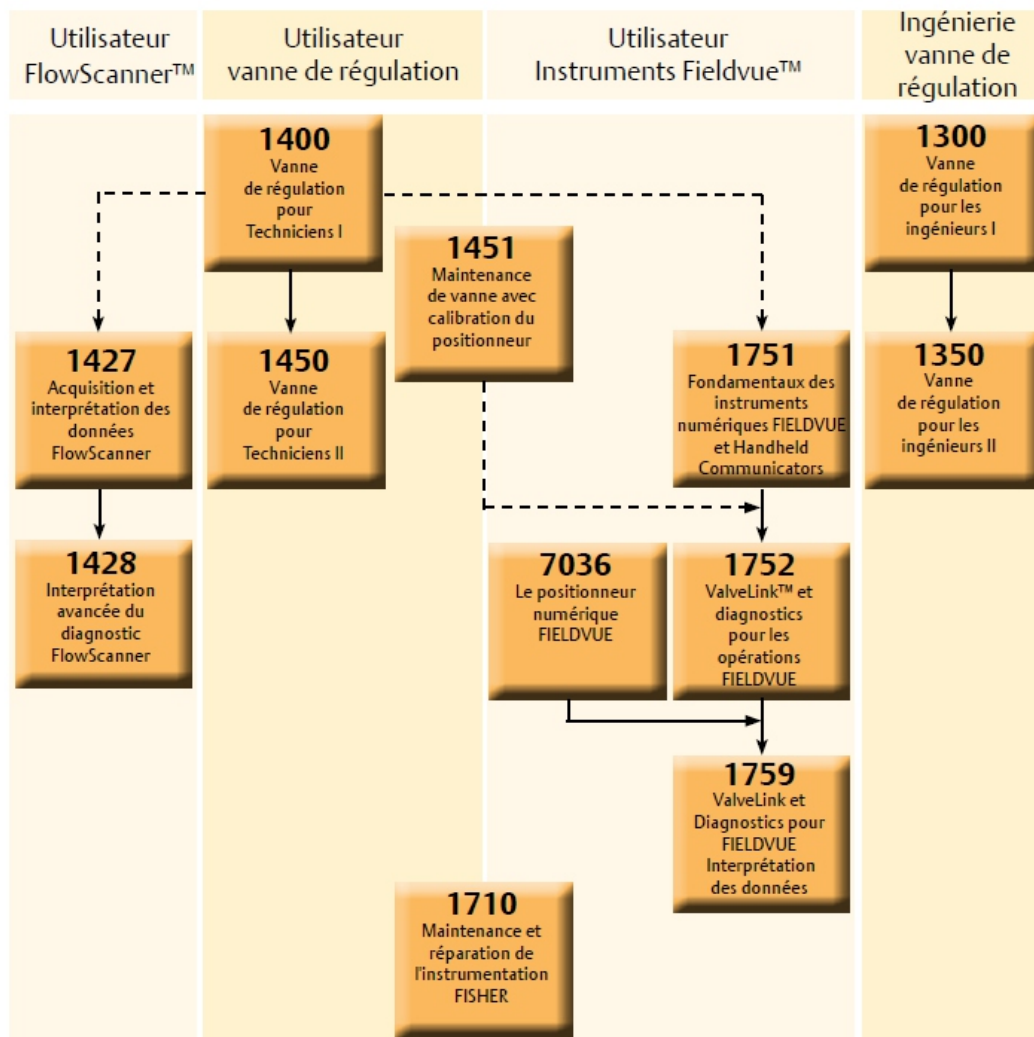 Utilisateur
FlowScanner™
Utilisateur
vanne de régulation
Utilisateur
Instruments Fieldvue™
Ingénierie
vanne de
régulation
1400
Vanne
de régulation
pour
Techniciens I
1300
Vanne
de régulation
pour les
ingénieurs I
1451
Maintenance
de vanne avec
calibration du
positionneur
1427
Acquisition et
interprétation des
données
FlowScanner
1450
Vanne
de régulation
pour
Techniciens II
1751
Fondamentaux des
instruments
numériques FIELDVUE
et Handheld
Communicators
1350
Vanne
de régulation
pour les
ingénieurs II
1428
Interprétation
avancée du
diagnostic
FlowScanner
7036
Le positionneur
numérique
FIELDVUE
1752
ValveLink™ et
diagnostics
pour les
opérations
FIELDVUE
1759
ValveLink et
Diagnostics pour
FIELDVUE
Interprétation
des données
1710
Maintenance et
réparation de
l'instrumentation
FISHER